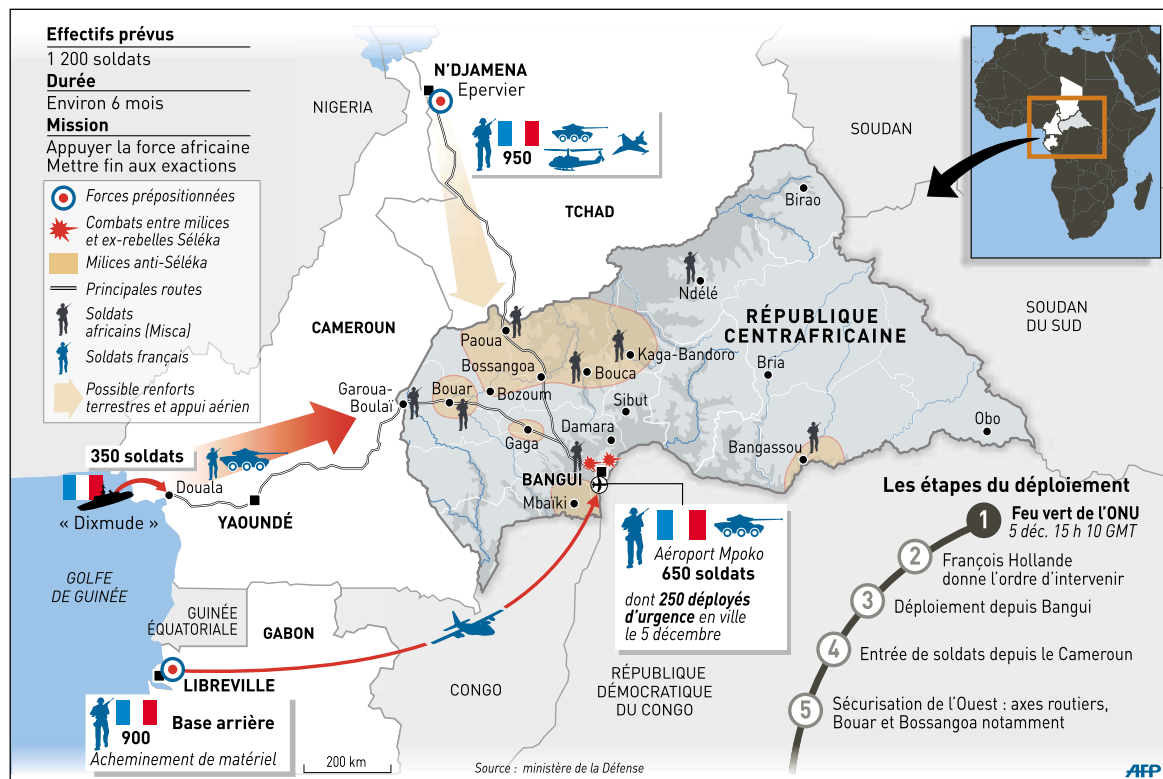 Effectifs prévus
1 200 soldats
Durée
Environ 6 mois
Mission
Appuyer la force africaine
Mettre fin aux exactions
Forces prépositionnées
Combats entre milices
et ex-rebelles Séléka
Milices anti-Séléka
Principales routes
Soldats
africains (Misca)
Soldats français
Possible renforts
terrestres et appui aérien
N'DJAMENA
Epervier
950
NIGERIA
TCHAD
SOUDAN
SOUDAN
DU SUD
CAMEROUN
RÉPUBLIQUE
CENTRAFRICAINE
Birao
Ndélé
Paoua
Bossangoa
Kaga-Bandoro
Bouca
Bria
Garoua-
Boulaï
Bouar
Bozoum
Sibut
Gaga
Damara
Obo
Bangassou
BANGUI
Mbaïki
350 soldats
Douala
« Dixmude »
YAOUNDÉ
Aéroport Mpoko
650 soldats
dont 250 déployés
d'urgence en ville
le 5 décembre
GOLFE
DE GUINÉE
GUINÉE
ÉQUATORIALE
GABON
LIBREVILLE
CONGO
RÉPUBLIQUE
DÉMOCRATIQUE
DU CONGO
900
Base arrière
Acheminement de matériel
200 km
Source : ministère de la Défense
Les étapes du déploiement
1 Feu vert de l'ONU
5 déc. 15 h 10 GMT
2 François Hollande
donne l'ordre d'intervenir
3 Déploiement depuis Bangui
4 Entrée de soldats depuis le Cameroun
5 Sécurisation de l'Ouest : axes routiers,
Bouar et Bossangoa notamment
AFP